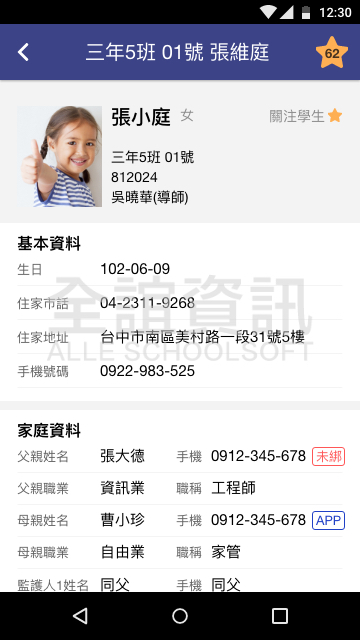 12:30
三年5班 01號 張維庭
62
張小庭 女 關注學生
三年5班 01號
812024
吳曉華(導師)
基本資料
生日 102-06-09
住家市話 04-2311-9268
全誼資訊
住家地址 台中市南區美村路一段31號5樓
ALLE SCHOOLSOFT
手機號碼 0922-983-525
家庭資料
父親姓名 張大德 手機 0912-345-678 未綁
父親職業 資訊業 職稱 工程師
母親姓名 曹小珍 手機 0912-345-678 APP
母親職業 自由業 職稱 家管
監護人1姓名 同父 手機 同父